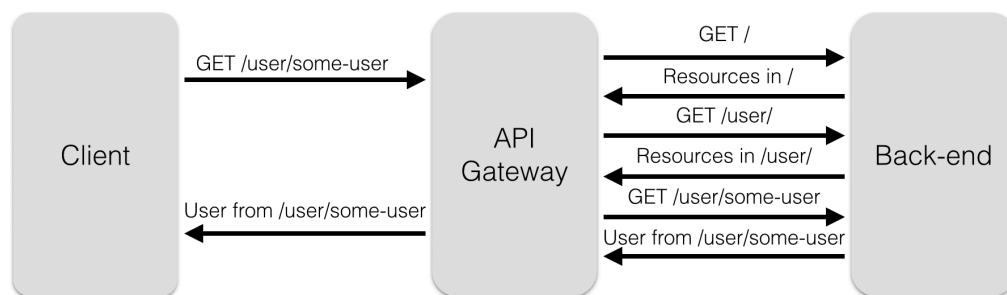 Client
GET /user/some-user
User from /user/some-user
API
Gateway
GET /
Resources in /
GET /user/
Resources in /user/
GET /user/some-user
User from /user/some-user
Back-end